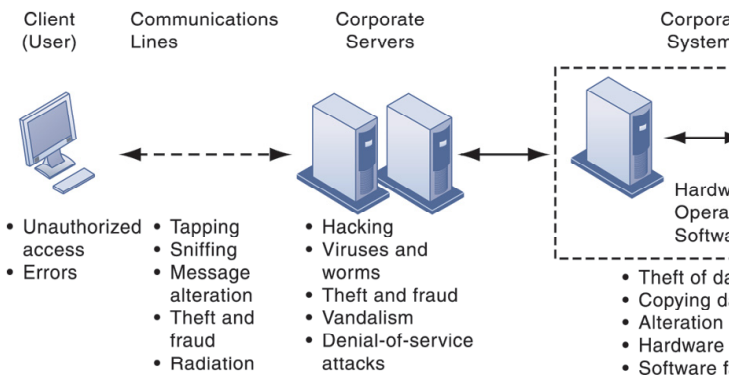 Client
(User)
Communications
Lines
Corporate
Servers
• Unauthorized
access
• Errors
• Tapping
• Sniffing
• Message
alteration
• Theft and
fraud
• Radiation
• Hacking
• Viruses and
worms
• Theft and fraud
• Vandalism
• Denial-of-service
attacks
• Theft of
• Copying
• Alteration
• Hardware
• Software